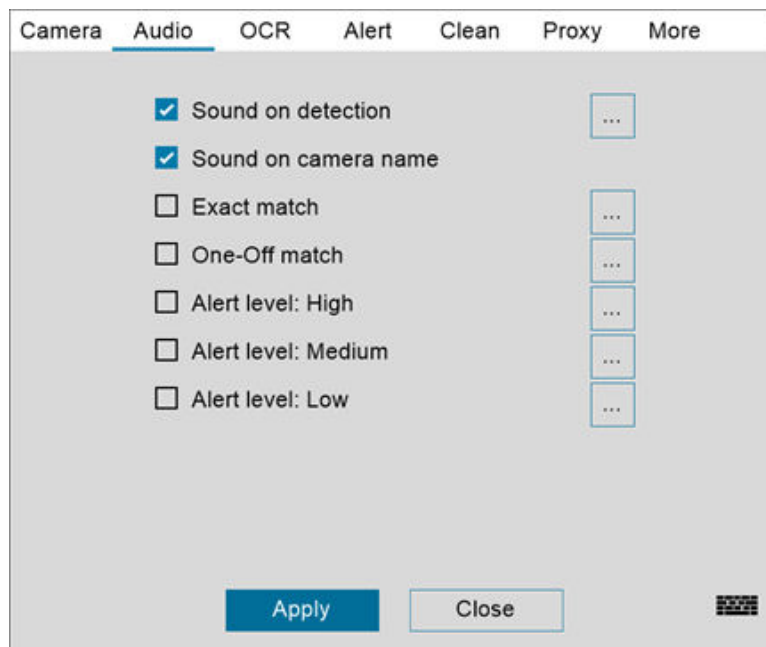 Camera Audio OCR Alert Clean Proxy More
Sound on detection ...
Sound on camera name
Exact match ...
One-Off match ...
Alert level: High ...
Alert level: Medium ...
Alert level: Low ...
Apply Close